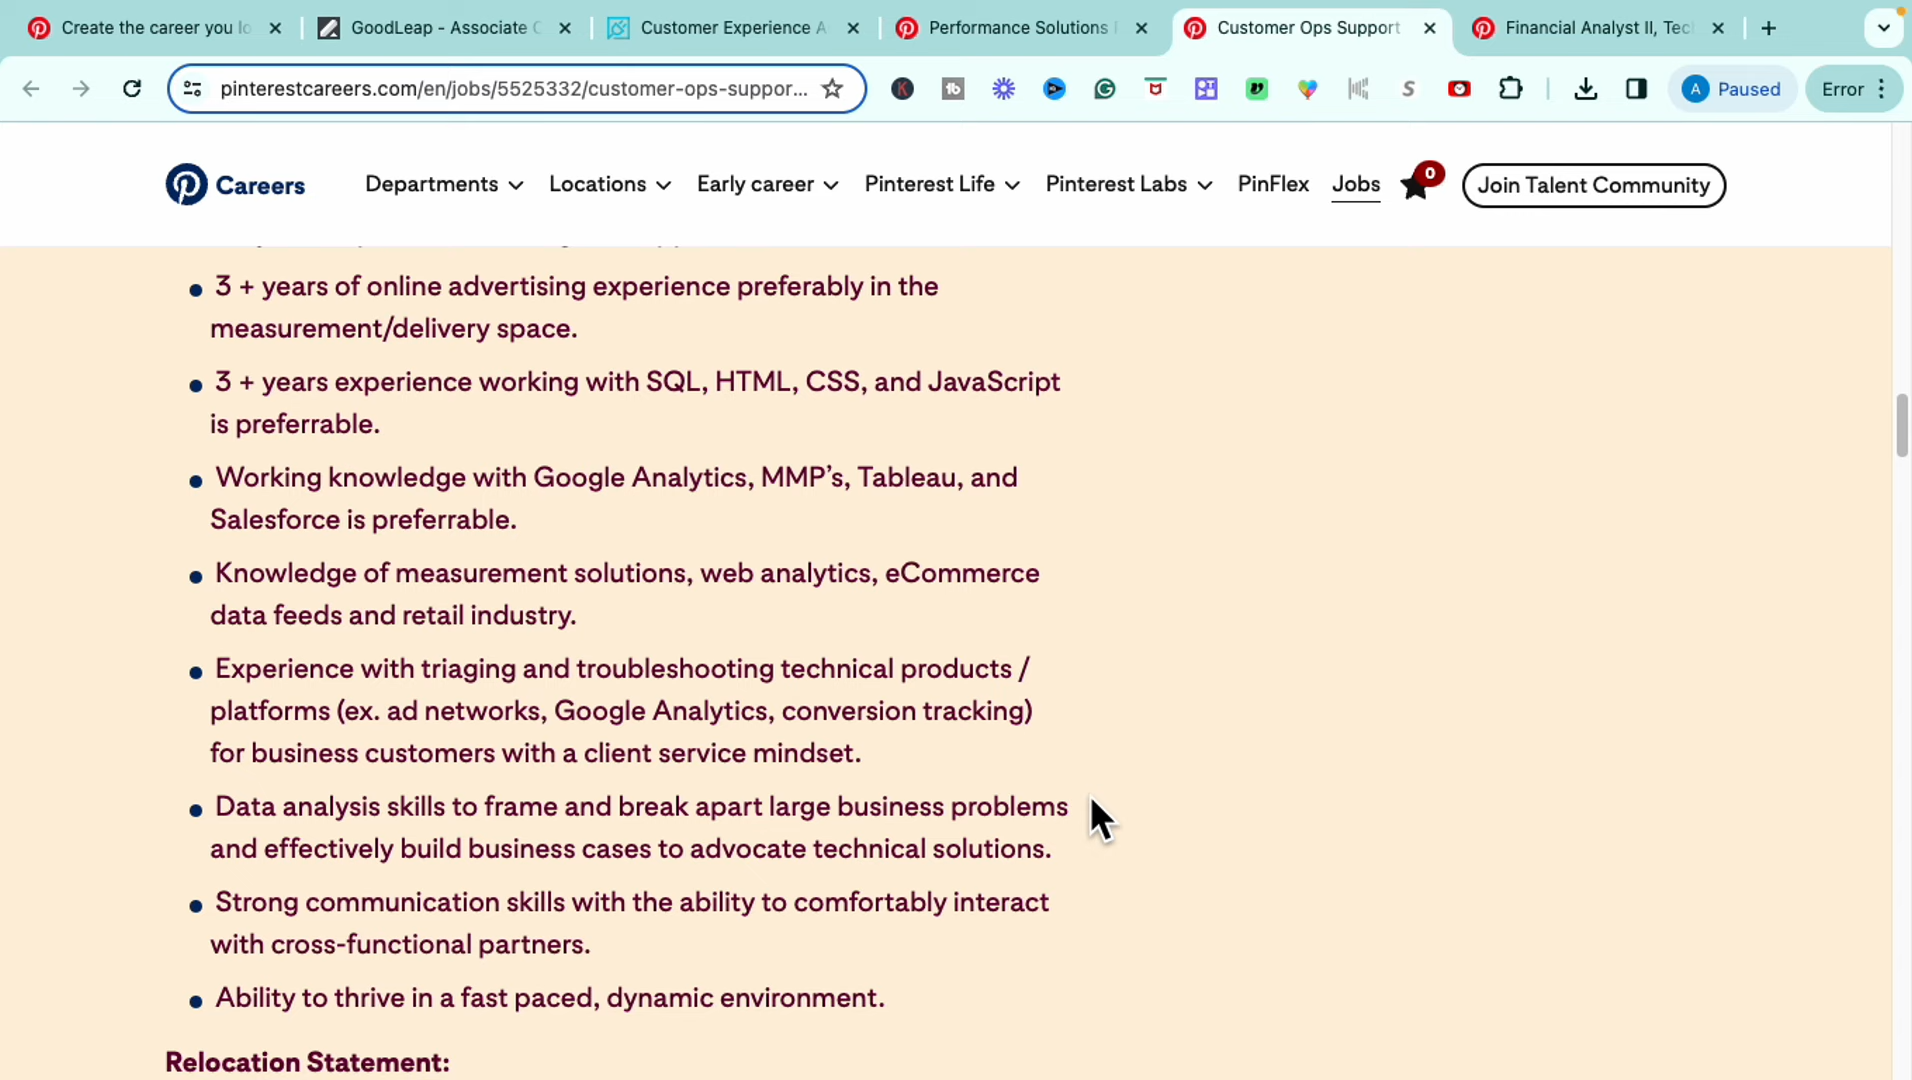 Create the career you lo
GoodLeap - Associate C
Customer Experience A
Performance Solutions
Customer Ops Support
Financial Analyst II, Tec
pinterestcareers.com/en/jobs/5525332/customer-ops-suppor...
A Paused
Error
Careers
Departments
Locations
Early career
Pinterest Life
Pinterest Labs
PinFlex
Jobs
0
Join Talent Community
3 + years of online advertising experience preferably in the
measurement/delivery space.
3 + years experience working with SQL, HTML, CSS, and JavaScript
is preferrable.
Working knowledge with Google Analytics, MMP’s, Tableau, and
Salesforce is preferrable.
Knowledge of measurement solutions, web analytics, eCommerce
data feeds and retail industry.
Experience with triaging and troubleshooting technical products /
platforms (ex. ad networks, Google Analytics, conversion tracking)
for business customers with a client service mindset.
Data analysis skills to frame and break apart large business problems
and effectively build business cases to advocate technical solutions.
Strong communication skills with the ability to comfortably interact
with cross-functional partners.
Ability to thrive in a fast paced, dynamic environment.
Relocation Statement: